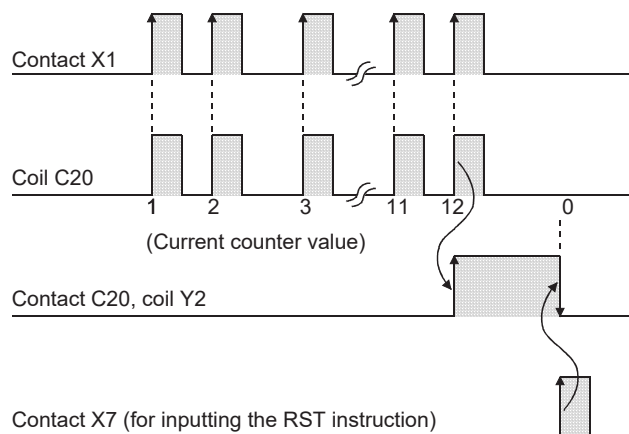 Contact X1
Coil C20
1 2 3 11 12 0
(Current counter value)
Contact C20, coil Y2
Contact X7 (for inputting the RST instruction)